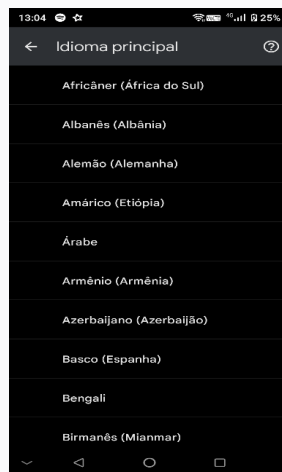 13:04 4G 25%
Idioma principal
Africâner (África do Sul)
Albanês (Albânia)
Alemão (Alemanha)
Amárico (Etiópia)
Árabe
Armênio (Armênia)
Azerbaijano (Azerbaijão)
Basco (Espanha)
Bengali
Birmanês (Mianmar)